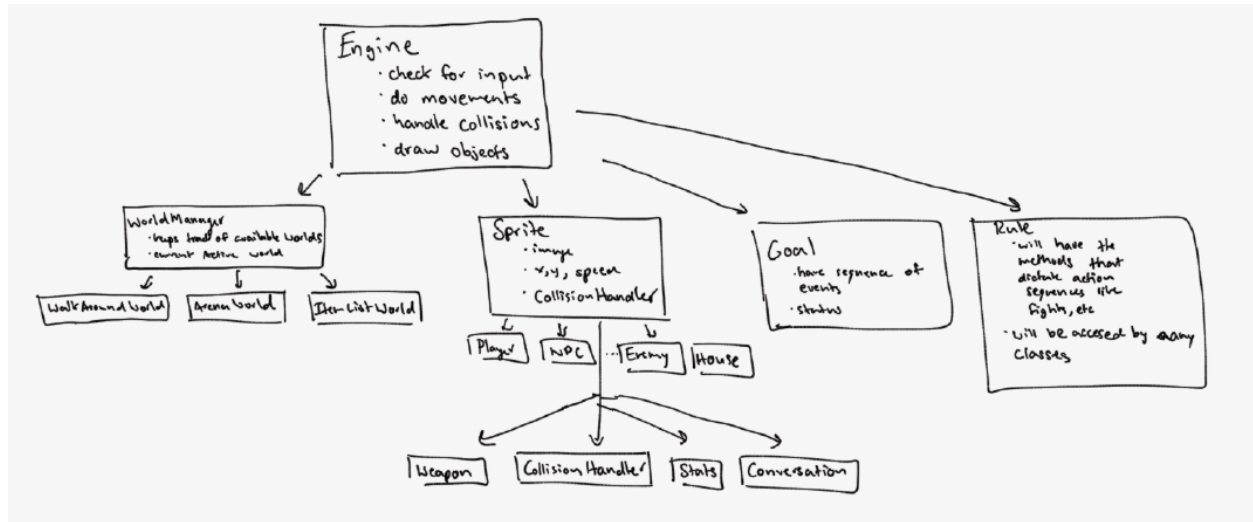 Engine
· check for input
· do movements
· handle collisions
· draw objects
WorldManager
· keeps track of available worlds
· current active world
WalkAroundWorld
ArenaWorld
ItemListWorld
Sprite
· image
· x,y, speed
· CollisionHandler
Player
NPC
...
Enemy
House
Weapon
CollisionHandler
Stats
Conversation
Goal
· have sequence of
events
· status
Rule
· will have the
methods that
dictate action
sequences like
fights, etc
· will be accesed by many
classes